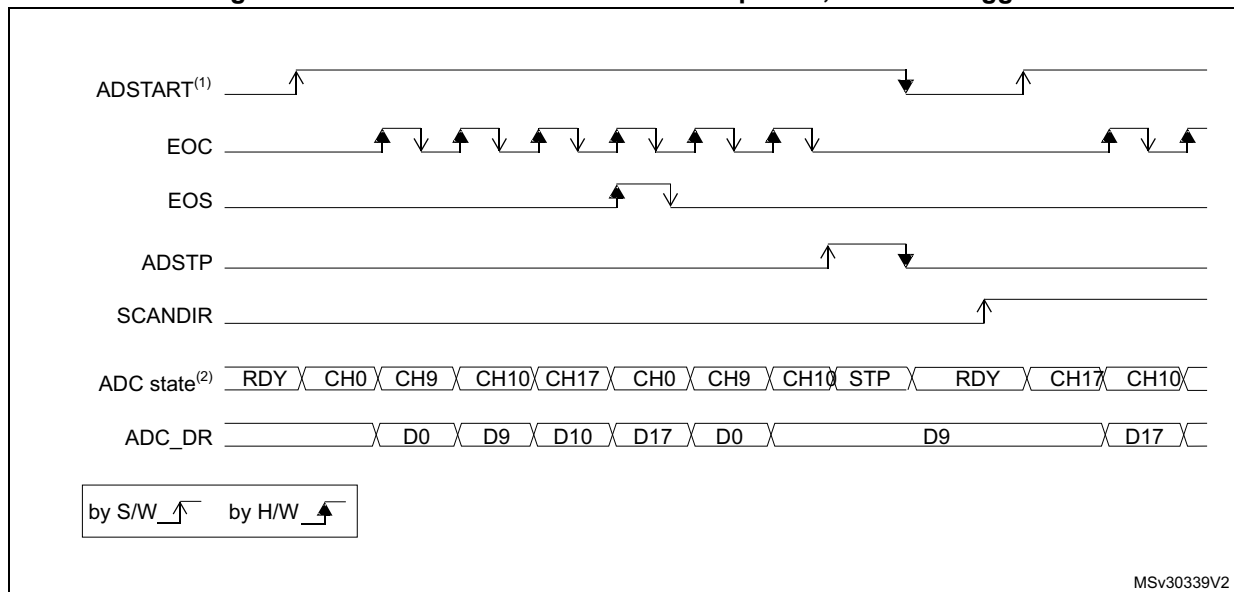 ADSTART(1)
EOC
EOS
ADSTP
SCANDIR
ADC state(2) RDY CH0 CH9 CH10 CH17 CH0 CH9 CH10 STP RDY CH17 CH10
ADC_DR D0 D9 D10 D17 D0 D9 D17
by S/W by H/W
MSv30339V2